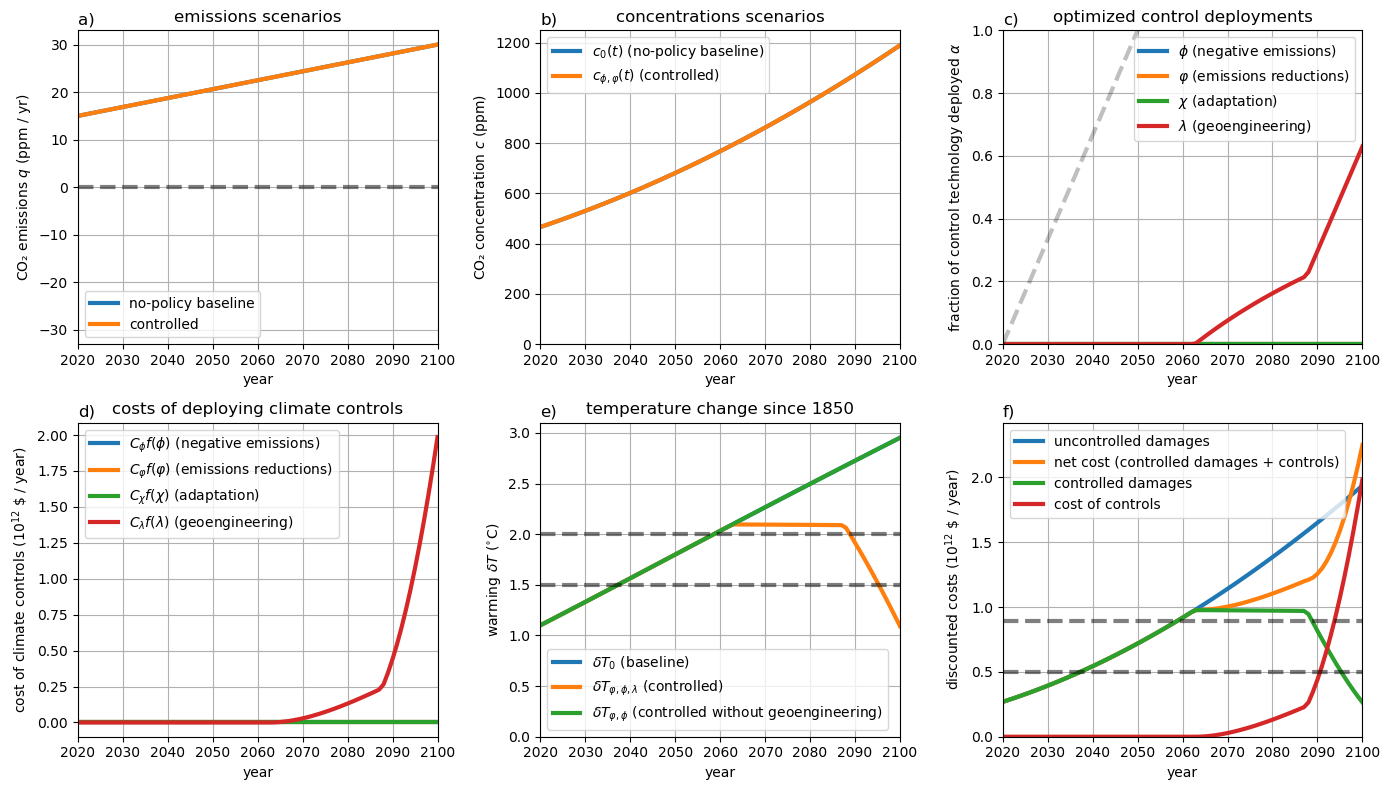 a)
emissions scenarios
CO₂ emissions q (ppm / yr)
30
20
10
0
−10
−20
−30
no-policy baseline
controlled
2020 2030 2040 2050 2060 2070 2080 2090 2100
year
b)
concentrations scenarios
CO₂ concentration c (ppm)
1200
1000
800
600
400
200
0
c₀(t) (no-policy baseline)
c_ϕ,φ(t) (controlled)
2020 2030 2040 2050 2060 2070 2080 2090 2100
year
c)
optimized control deployments
fraction of control technology deployed α
1.0
0.8
0.6
0.4
0.2
0.0
ϕ (negative emissions)
φ (emissions reductions)
χ (adaptation)
λ (geoengineering)
2020 2030 2040 2050 2060 2070 2080 2090 2100
year
d)
costs of deploying climate controls
cost of climate controls (10¹² $ / year)
2.00
1.75
1.50
1.25
1.00
0.75
0.50
0.25
0.00
C_ϕ f(ϕ) (negative emissions)
C_φ f(φ) (emissions reductions)
C_χ f(χ) (adaptation)
C_λ f(λ) (geoengineering)
2020 2030 2040 2050 2060 2070 2080 2090 2100
year
e)
temperature change since 1850
warming δT (°C)
3.0
2.5
2.0
1.5
1.0
0.5
0.0
δT₀ (baseline)
δT_φ,ϕ,λ (controlled)
δT_φ,ϕ (controlled without geoengineering)
2020 2030 2040 2050 2060 2070 2080 2090 2100
year
f)
discounted costs (10¹² $ / year)
2.0
1.5
1.0
0.5
0.0
uncontrolled damages
net cost (controlled damages + controls)
controlled damages
cost of controls
2020 2030 2040 2050 2060 2070 2080 2090 2100
year